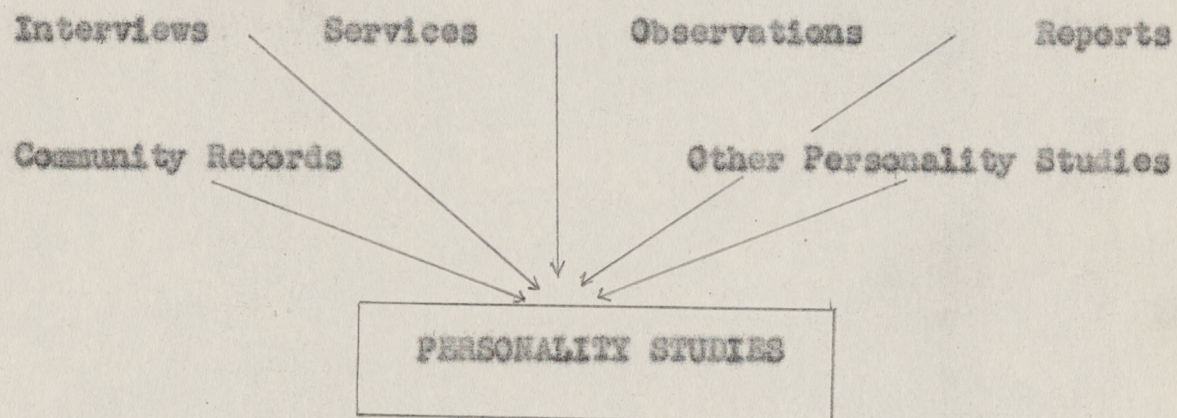 Interviews Services Observations Reports
Community Records Other Personality Studies
PERSONALITY STUDIES